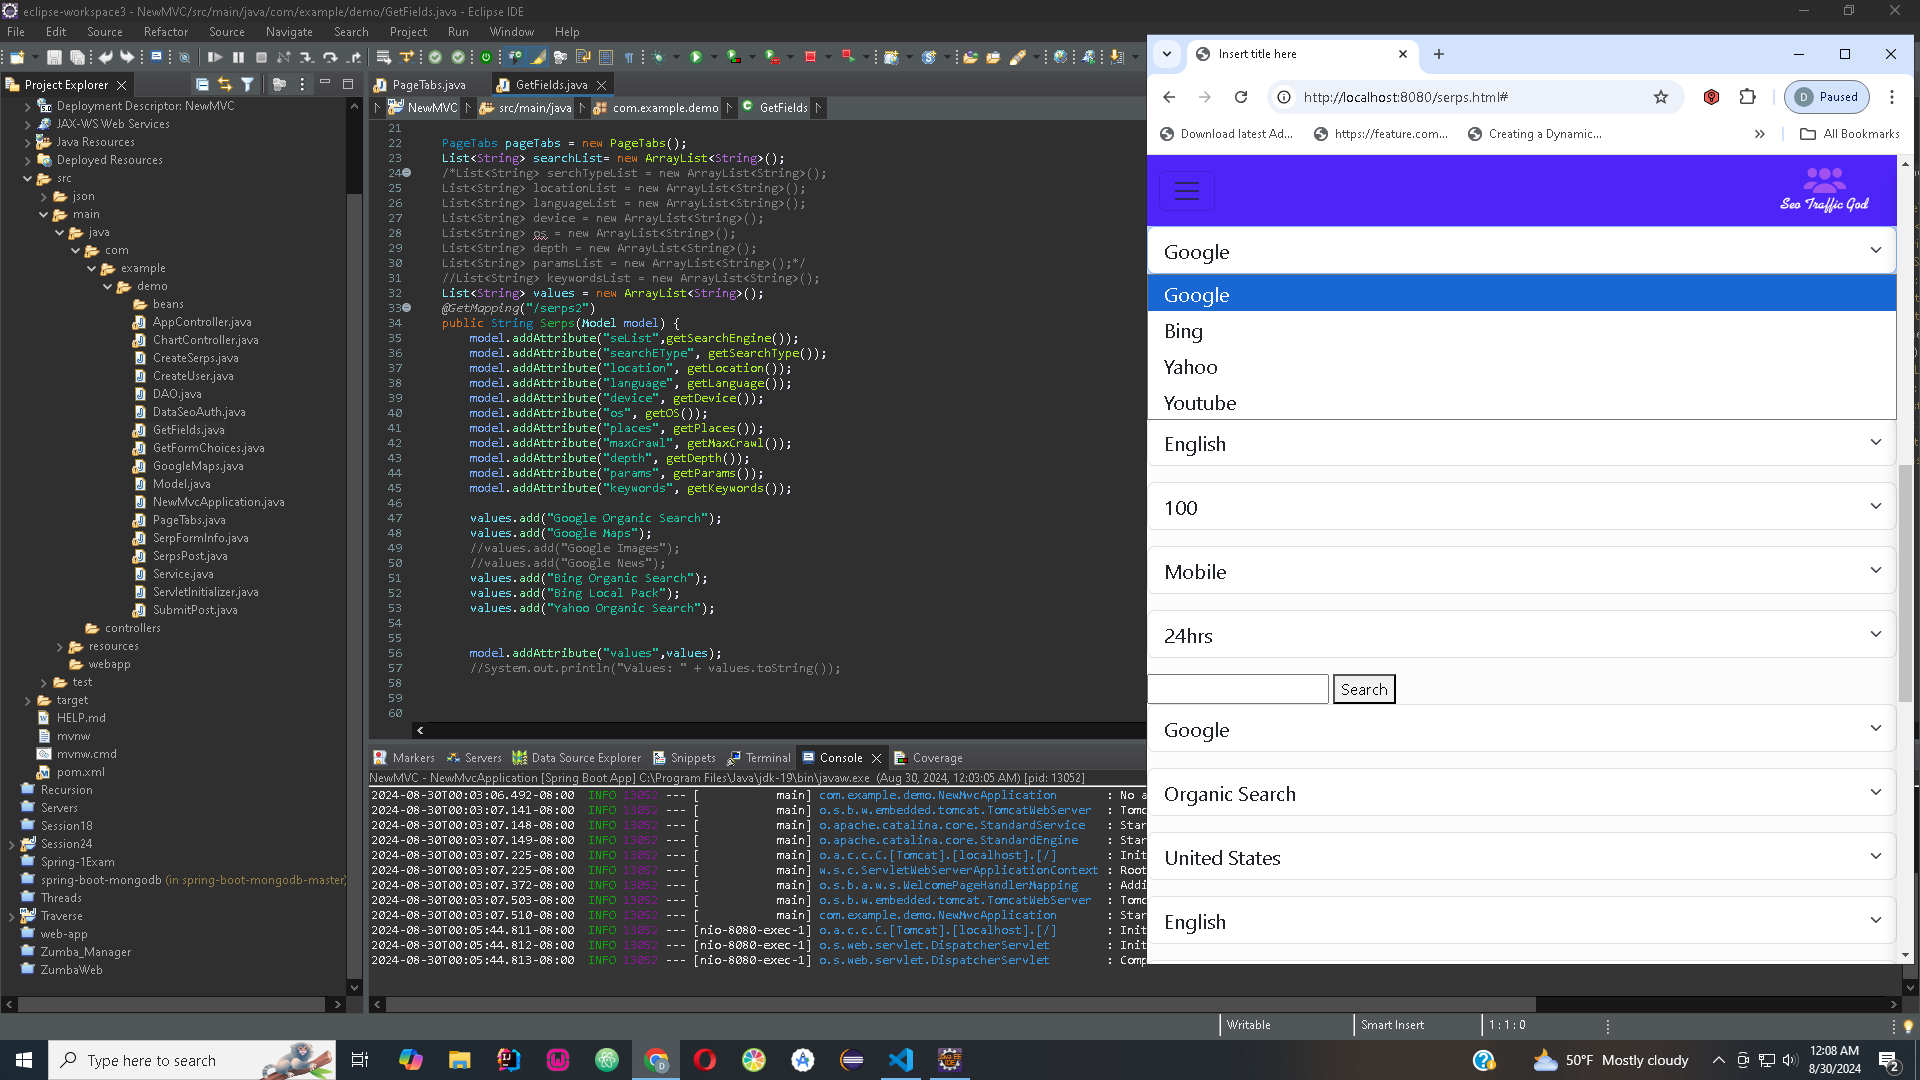 eclipse-workspace3 - NewMVC/src/main/java/com/example/demo/GetFields.java - Eclipse IDE
File Edit Source Refactor Source Navigate Search Project Run Window Help
Project Explorer
Deployment Descriptor: NewMVC
JAX-WS Web Services
Java Resources
Deployed Resources
src
json
main
java
com
example
demo
beans
AppController.java
ChartController.java
CreateSerps.java
CreateUser.java
DAO.java
DataSeoAuth.java
GetFields.java
GetFormChoices.java
GoogleMaps.java
Model.java
NewMvcApplication.java
PageTabs.java
SerpFormInfo.java
SerpsPost.java
Service.java
ServletInitializer.java
SubmitPost.java
controllers
resources
webapp
test
target
HELP.md
mvnw
mvnw.cmd
pom.xml
Recursion
Servers
Session18
Session24
Spring-1Exam
spring-boot-mongodb (in spring-boot-mongodb-master)
Threads
Traverse
web-app
Zumba_Manager
ZumbaWeb
PageTabs.java GetFields.java
NewMVC src/main/java com.example.demo GetFields
21
22 PageTabs pageTabs = new PageTabs();
23 List<String> searchList= new ArrayList<String>();
24 /*List<String> serchTypeList = new ArrayList<String>();
25 List<String> locationList = new ArrayList<String>();
26 List<String> languageList = new ArrayList<String>();
27 List<String> device = new ArrayList<String>();
28 List<String> os = new ArrayList<String>();
29 List<String> depth = new ArrayList<String>();
30 List<String> paramsList = new ArrayList<String>();*/
31 //List<String> keywordsList = new ArrayList<String>();
32 List<String> values = new ArrayList<String>();
33 @GetMapping("/serps2")
34 public String Serps(Model model) {
35 model.addAttribute("seList",getSearchEngine());
36 model.addAttribute("searchEType", getSearchType());
37 model.addAttribute("location", getLocation());
38 model.addAttribute("language", getLanguage());
39 model.addAttribute("device", getDevice());
40 model.addAttribute("os", getOS());
41 model.addAttribute("places", getPlaces());
42 model.addAttribute("maxCrawl", getMaxCrawl());
43 model.addAttribute("depth", getDepth());
44 model.addAttribute("params", getParams());
45 model.addAttribute("keywords", getKeywords());
46
47 values.add("Google Organic Search");
48 values.add("Google Maps");
49 //values.add("Google Images");
50 //values.add("Google News");
51 values.add("Bing Organic Search");
52 values.add("Bing Local Pack");
53 values.add("Yahoo Organic Search");
54
55
56 model.addAttribute("values",values);
57 //System.out.println("Values: " + values.toString());
58
59
60
Markers Servers Data Source Explorer Snippets Terminal Console Coverage
NewMVC - NewMvcApplication [Spring Boot App] C:\Program Files\Java\jdk-19\bin\javaw.exe (Aug 30, 2024, 12:03:05 AM) [pid: 13052]
2024-08-30T00:03:06.492-08:00 INFO 13052 --- [ main] com.example.demo.NewMvcApplication : No a
2024-08-30T00:03:07.141-08:00 INFO 13052 --- [ main] o.s.b.w.embedded.tomcat.TomcatWebServer : Tomc
2024-08-30T00:03:07.148-08:00 INFO 13052 --- [ main] o.apache.catalina.core.StandardService : Star
2024-08-30T00:03:07.149-08:00 INFO 13052 --- [ main] o.apache.catalina.core.StandardEngine : Star
2024-08-30T00:03:07.225-08:00 INFO 13052 --- [ main] o.a.c.c.C.[Tomcat].[localhost].[/] : Init
2024-08-30T00:03:07.225-08:00 INFO 13052 --- [ main] w.s.c.ServletWebServerApplicationContext : Root
2024-08-30T00:03:07.372-08:00 INFO 13052 --- [ main] o.s.b.a.w.s.WelcomePageHandlerMapping : Addi
2024-08-30T00:03:07.503-08:00 INFO 13052 --- [ main] o.s.b.w.embedded.tomcat.TomcatWebServer : Tomc
2024-08-30T00:03:07.510-08:00 INFO 13052 --- [ main] com.example.demo.NewMvcApplication : Star
2024-08-30T00:05:44.811-08:00 INFO 13052 --- [nio-8080-exec-1] o.a.c.c.C.[Tomcat].[localhost].[/] : Init
2024-08-30T00:05:44.812-08:00 INFO 13052 --- [nio-8080-exec-1] o.s.web.servlet.DispatcherServlet : Init
2024-08-30T00:05:44.813-08:00 INFO 13052 --- [nio-8080-exec-1] o.s.web.servlet.DispatcherServlet : Comp
Writable Smart Insert 1 : 1 : 0
Insert title here
http://localhost:8080/serps.html#
D Paused
Download latest Ad... https://feature.com... Creating a Dynamic... » All Bookmarks
Seo Traffic God
Google
Google
Bing
Yahoo
Youtube
English
100
Mobile
24hrs
Search
Google
Organic Search
United States
English
Type here to search
50°F Mostly cloudy
12:08 AM
8/30/2024
2